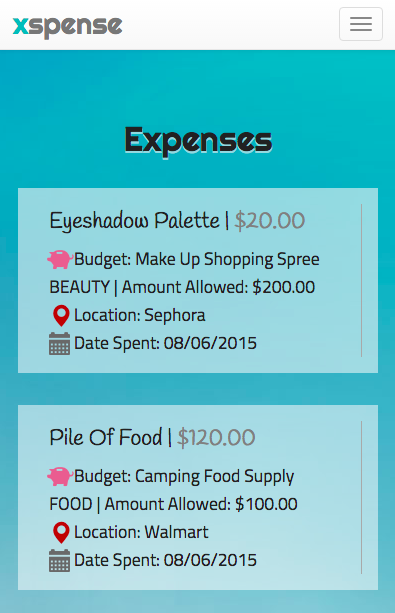 xspense
Expenses
Eyeshadow Palette | $20.00
Budget: Make Up Shopping Spree
BEAUTY | Amount Allowed: $200.00
Location: Sephora
Date Spent: 08/06/2015
Pile Of Food | $120.00
Budget: Camping Food Supply
FOOD | Amount Allowed: $100.00
Location: Walmart
Date Spent: 08/06/2015